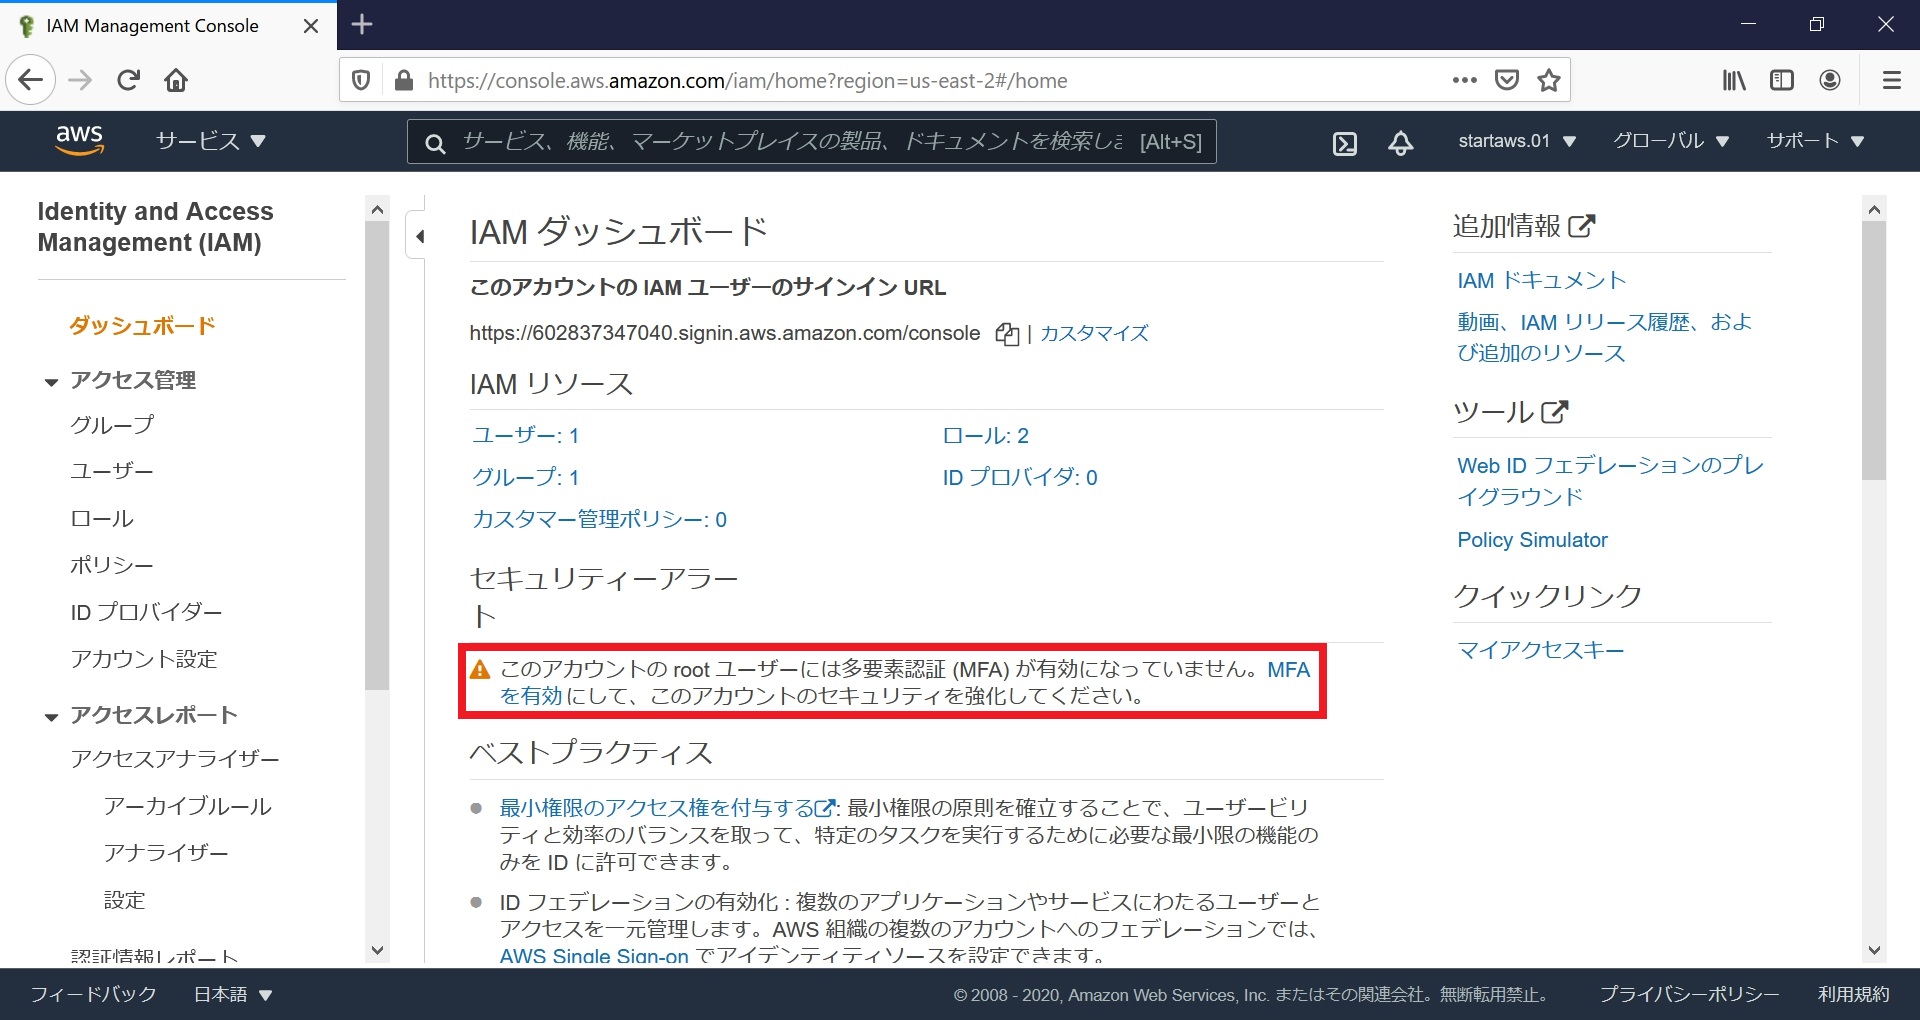 IAM Management Console
https://console.aws.amazon.com/iam/home?region=us-east-2#/home
aws
サービス
サービス、機能、マーケットプレイスの製品、ドキュメントを検索しま
[Alt+S]
startaws.01
グローバル
サポート
Identity and Access
Management (IAM)
ダッシュボード
アクセス管理
グループ
ユーザー
ロール
ポリシー
ID プロバイダー
アカウント設定
アクセスレポート
アクセスアナライザー
アーカイブルール
アナライザー
設定
認証情報レポート
IAM ダッシュボード
このアカウントの IAM ユーザーのサインイン URL
https://602837347040.signin.aws.amazon.com/console | カスタマイズ
IAM リソース
ユーザー: 1
ロール: 2
グループ: 1
ID プロバイダ: 0
カスタマー管理ポリシー: 0
セキュリティーアラー
ト
このアカウントの root ユーザーには多要素認証 (MFA) が有効になっていません。MFA
を有効 にして、このアカウントのセキュリティを強化してください。
ベストプラクティス
最小権限のアクセス権を付与する: 最小権限の原則を確立することで、ユーザービリ
ティと効率のバランスを取って、特定のタスクを実行するために必要な最小限の機能の
みを ID に許可できます。
ID フェデレーションの有効化 : 複数のアプリケーションやサービスにわたるユーザーと
アクセスを一元管理します。AWS 組織の複数のアカウントへのフェデレーションでは、
AWS Single Sign-on でアイデンティティソースを設定できます。
追加情報
IAM ドキュメント
動画、IAM リリース履歴、およ
び追加のリソース
ツール
Web ID フェデレーションのプレ
イグラウンド
Policy Simulator
クイックリンク
マイアクセスキー
フィードバック
日本語
© 2008 - 2020, Amazon Web Services, Inc. またはその関連会社。無断転用禁止。
プライバシーポリシー
利用規約